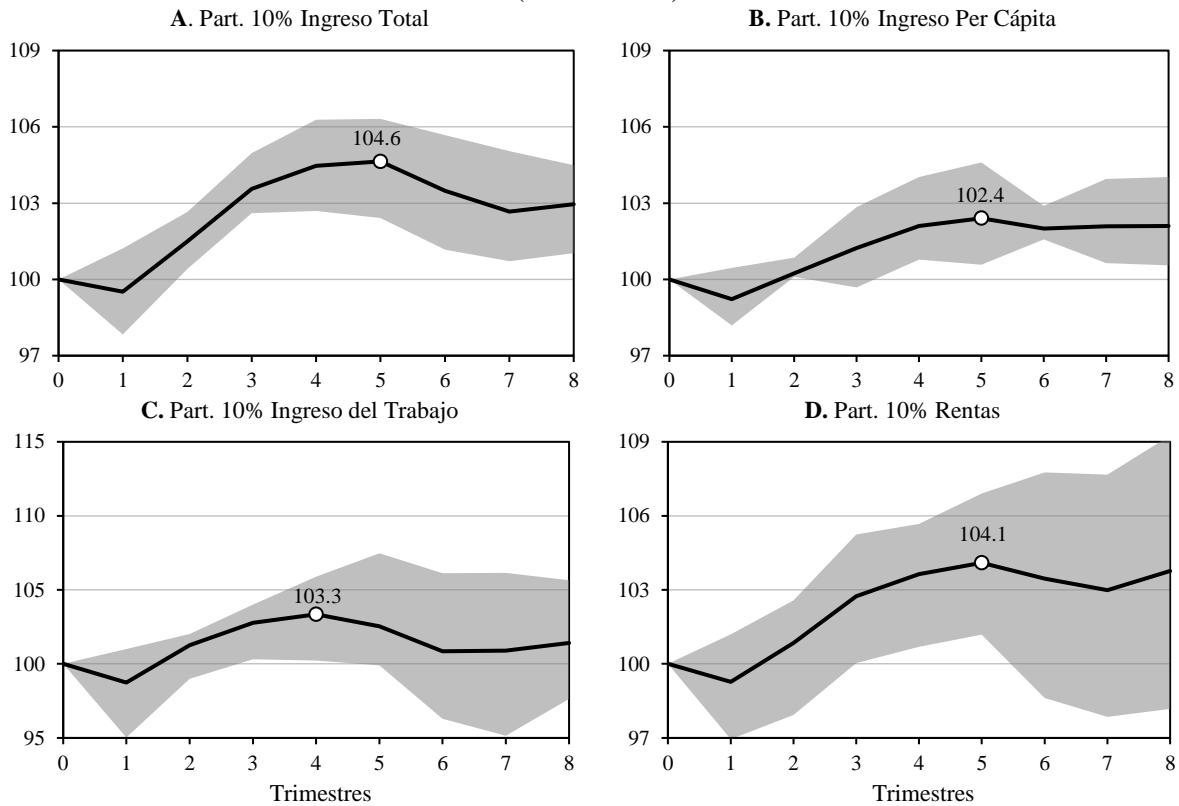 A. Part. 10% Ingreso Total
109
106
103
100
97
104.6
0 1 2 3 4 5 6 7 8
B. Part. 10% Ingreso Per Cápita
109
106
103
100
97
102.4
0 1 2 3 4 5 6 7 8
C. Part. 10% Ingreso del Trabajo
115
110
105
100
95
103.3
0 1 2 3 4 5 6 7 8
Trimestres
D. Part. 10% Rentas
109
106
103
100
97
104.1
0 1 2 3 4 5 6 7 8
Trimestres